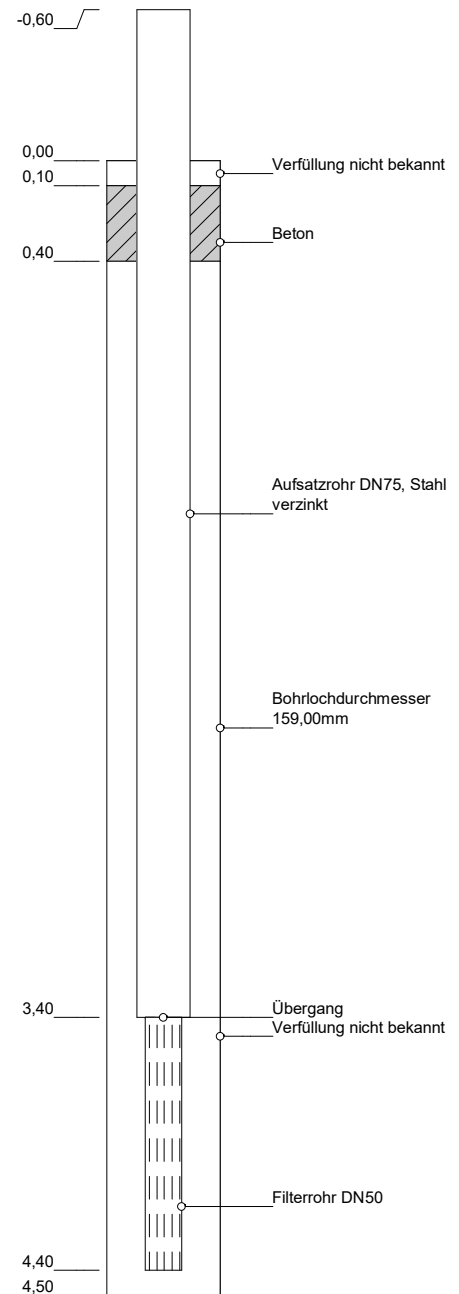 -0,60
0,00
Verfüllung nicht bekannt
0,10
Beton
0,40
Aufsatzrohr DN75, Stahl
verzinkt
Bohrlochdurchmesser
159,00mm
3,40
Übergang
Verfüllung nicht bekannt
Filterrohr DN50
4,40
4,50